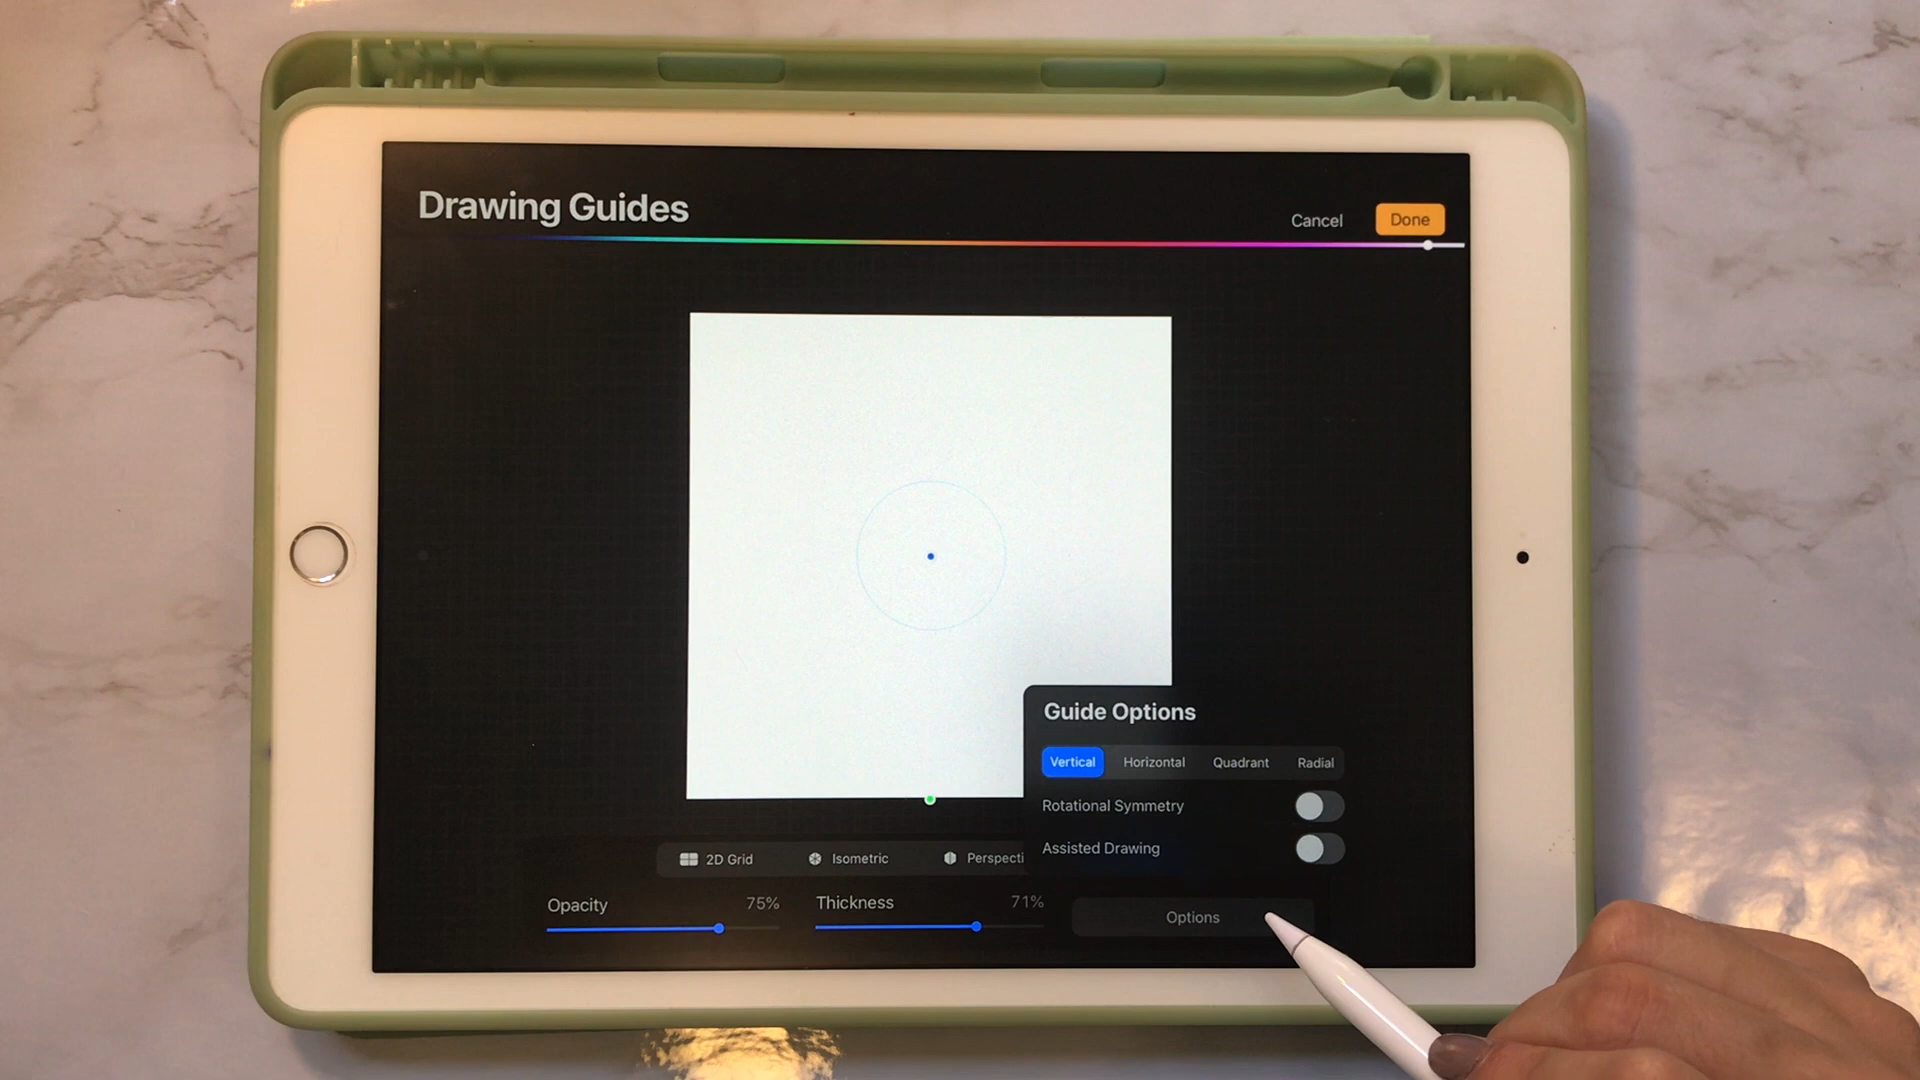 Drawing Guides
Cancel
Done
Guide Options
Vertical Horizontal Quadrant Radial
Rotational Symmetry
Assisted Drawing
2D Grid Isometric Perspecti
Opacity 75% Thickness 71%
Options